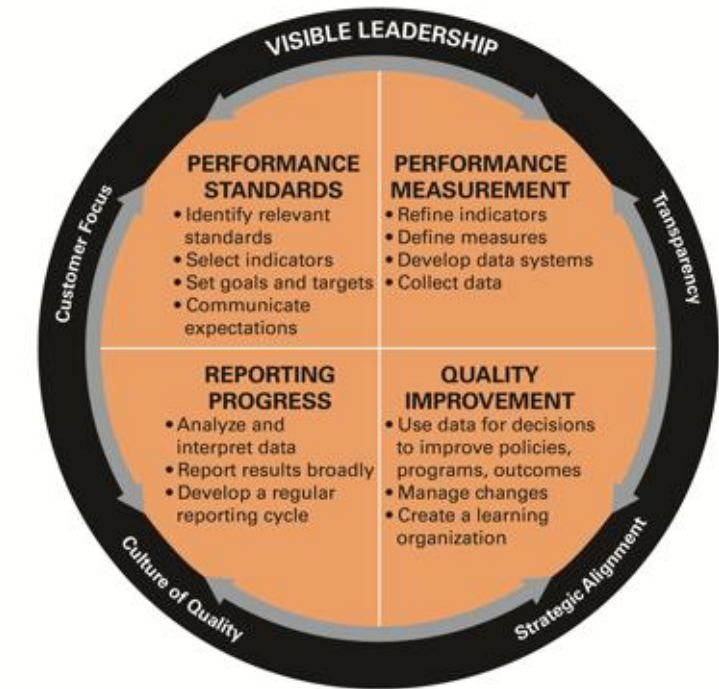 VISIBLE LEADERSHIP
Customer Focus
Transparency
PERFORMANCE
STANDARDS
• Identify relevant
standards
• Select indicators
• Set goals and targets
• Communicate
expectations
PERFORMANCE
MEASUREMENT
• Refine indicators
• Define measures
• Develop data systems
• Collect data
REPORTING
PROGRESS
• Analyze and
interpret data
• Report results broadly
• Develop a regular
reporting cycle
QUALITY
IMPROVEMENT
• Use data for decisions
to improve policies,
programs, outcomes
• Manage changes
• Create a learning
organization
Culture of Quality
Strategic Alignment